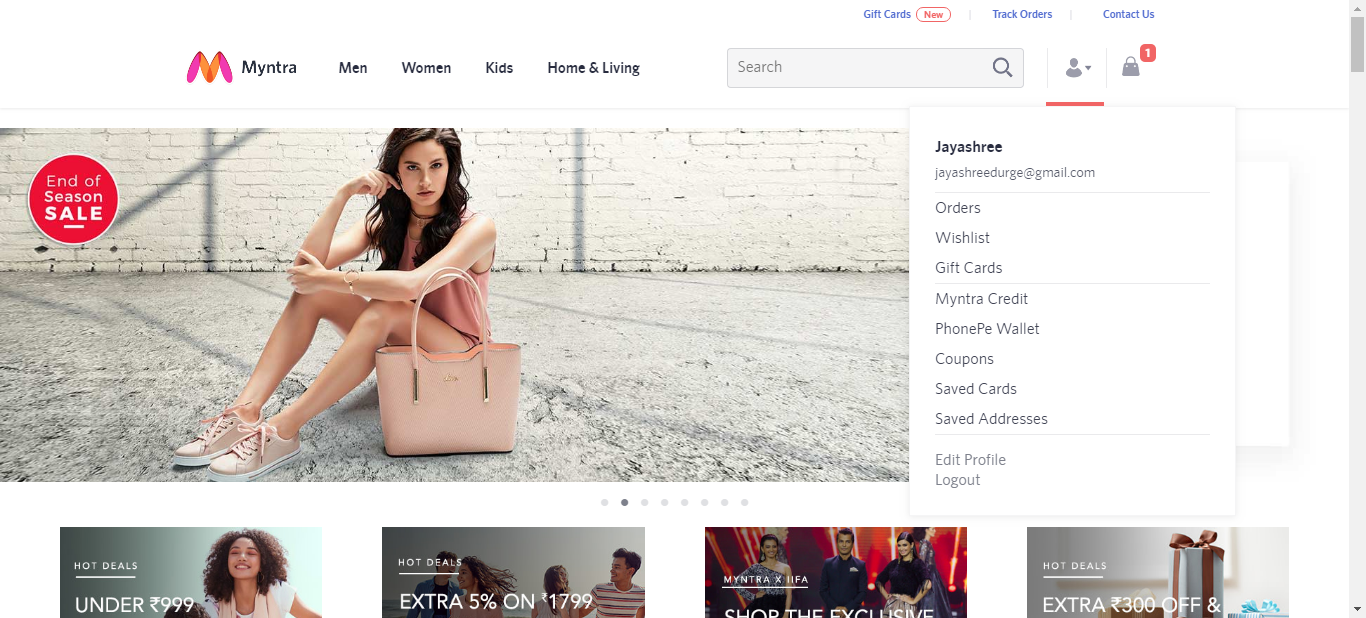 Gift Cards New
Track Orders
Contact Us
Myntra
Men
Women
Kids
Home & Living
Search
1
Jayashree
jayashreedurge@gmail.com
Orders
Wishlist
Gift Cards
Myntra Credit
PhonePe Wallet
Coupons
Saved Cards
Saved Addresses
Edit Profile
Logout
End of
Season
SALE
HOT DEALS
UNDER ₹999
HOT DEALS
EXTRA 5% ON ₹1799
MYNTRA X IIFA
SHOP THE EXCLUSIVE
HOT DEALS
EXTRA ₹300 OFF &